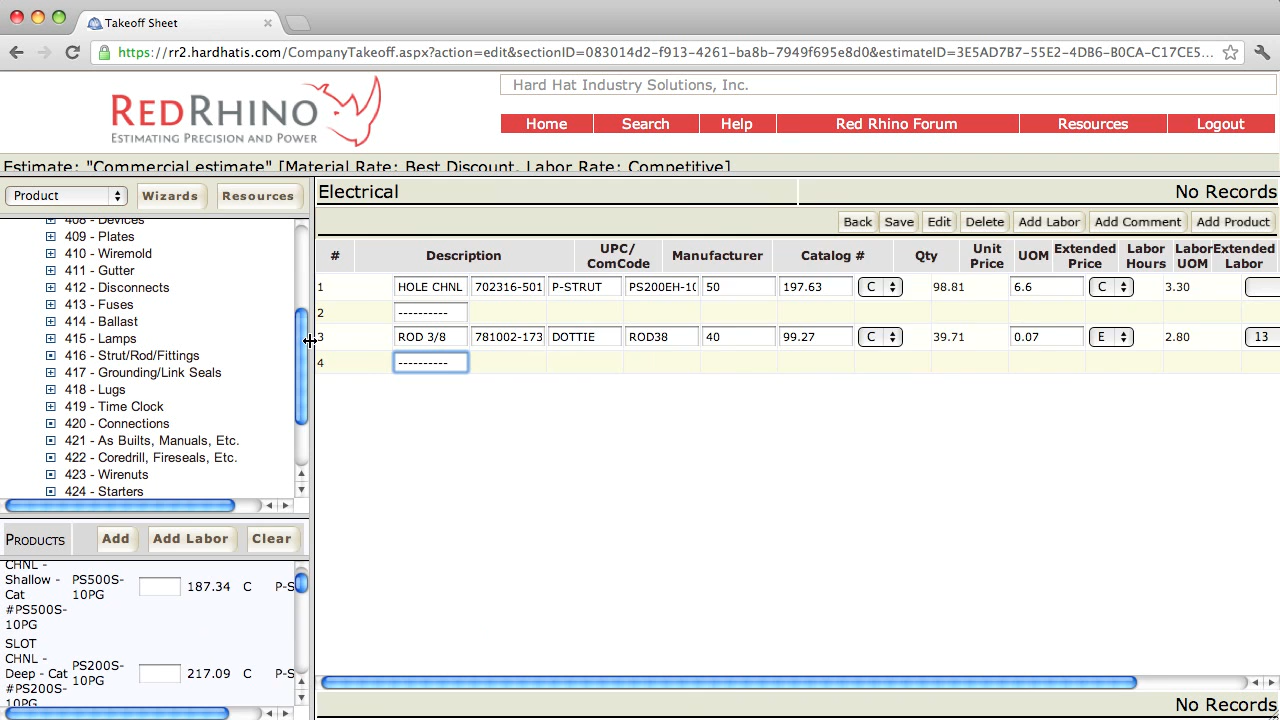 Takeoff Sheet
https://rr2.hardhatis.com/CompanyTakeoff.aspx?action=edit&sectionID=083014d2-f913-4261-ba8b-7949f695e8d0&estimateID=3E5AD7B7-55E2-4DB6-B0CA-C17CE5...
REDRHINO
ESTIMATING PRECISION AND POWER
Hard Hat Industry Solutions, Inc.
Home Search Help Red Rhino Forum Resources Logout
Estimate: "Commercial estimate" [Material Rate: Best Discount, Labor Rate: Competitive]
Product Wizards Resources
408 - Devices
409 - Plates
410 - Wiremold
411 - Gutter
412 - Disconnects
413 - Fuses
414 - Ballast
415 - Lamps
416 - Strut/Rod/Fittings
417 - Grounding/Link Seals
418 - Lugs
419 - Time Clock
420 - Connections
421 - As Builts, Manuals, Etc.
422 - Coredrill, Fireseals, Etc.
423 - Wirenuts
424 - Starters
PRODUCTS Add Add Labor Clear
CHNL -
Shallow -
Cat
#PS500S-
10PG
PS500S-
10PG
187.34 C P-S
SLOT
CHNL -
Deep - Cat
#PS200S-
10PG
PS200S-
10PG
217.09 C P-S
Electrical No Records
Back Save Edit Delete Add Labor Add Comment Add Product
# Description UPC/ ComCode Manufacturer Catalog # Qty Unit Price UOM Extended Price Labor Hours Labor UOM Extended Labor
1 HOLE CHNL 702316-501 P-STRUT PS200EH-10 50 197.63 C 98.81 6.6 C 3.30
2 ----------
3 ROD 3/8 781002-173 DOTTIE ROD38 40 99.27 C 39.71 0.07 E 2.80 13
4 ----------
No Records